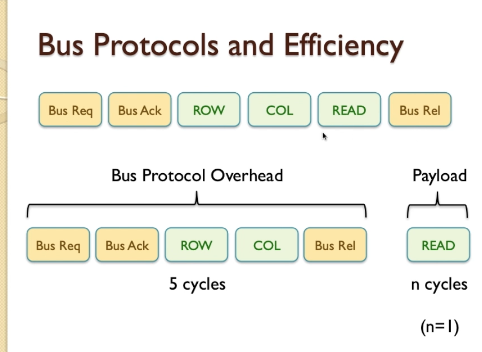 Bus Protocols and Efficiency
Bus Req Bus Ack ROW COL READ Bus Rel
Bus Protocol Overhead Payload
Bus Req Bus Ack ROW COL Bus Rel READ
5 cycles n cycles
(n=1)